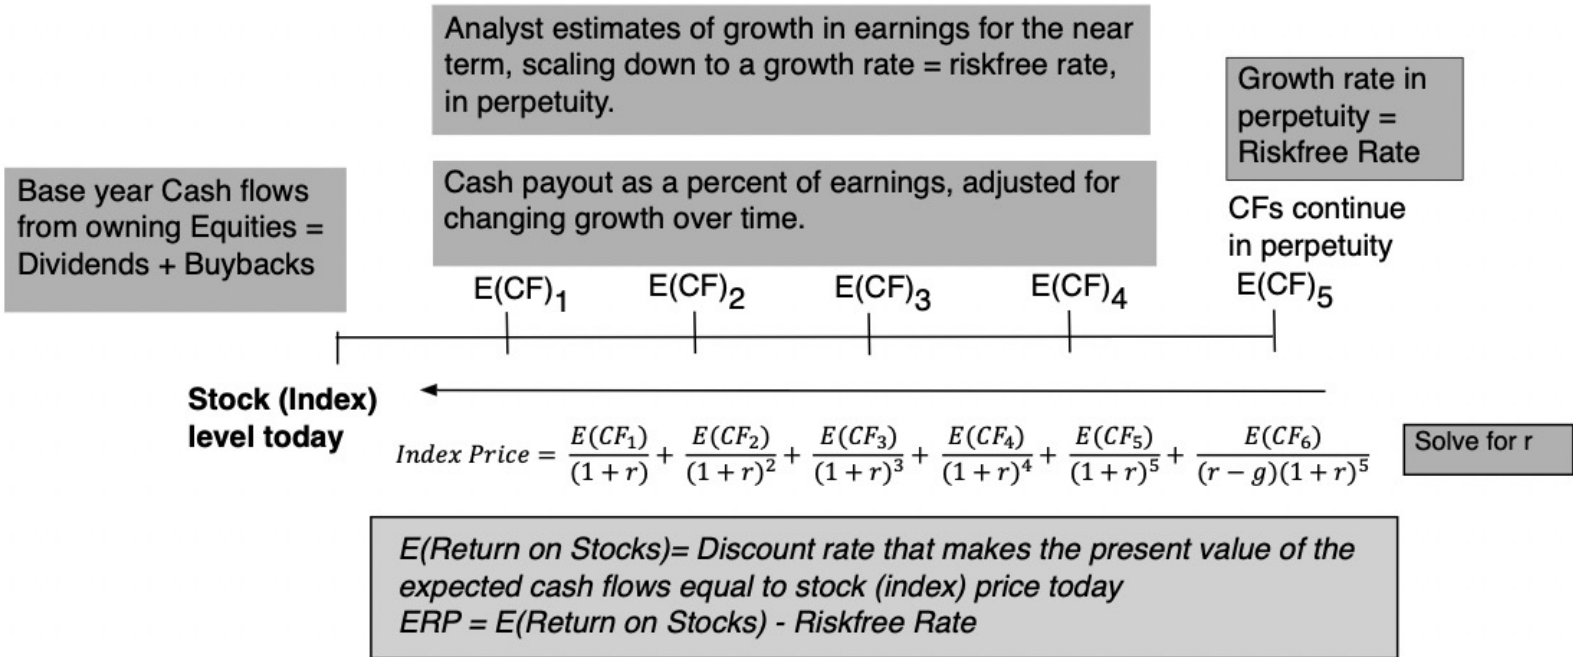 Analyst estimates of growth in earnings for the near
term, scaling down to a growth rate = riskfree rate,
in perpetuity.
Growth rate in
perpetuity =
Riskfree Rate
Base year Cash flows
from owning Equities =
Dividends + Buybacks
Cash payout as a percent of earnings, adjusted for
changing growth over time.
CFs continue
in perpetuity
E(CF)₁ E(CF)₂ E(CF)₃ E(CF)₄ E(CF)₅
Stock (Index)
level today
Index Price = E(CF₁)/(1 + r) + E(CF₂)/(1 + r)² + E(CF₃)/(1 + r)³ + E(CF₄)/(1 + r)⁴ + E(CF₅)/(1 + r)⁵ + E(CF₆)/(r − g)(1 + r)⁵
Solve for r
E(Return on Stocks)= Discount rate that makes the present value of the
expected cash flows equal to stock (index) price today
ERP = E(Return on Stocks) - Riskfree Rate